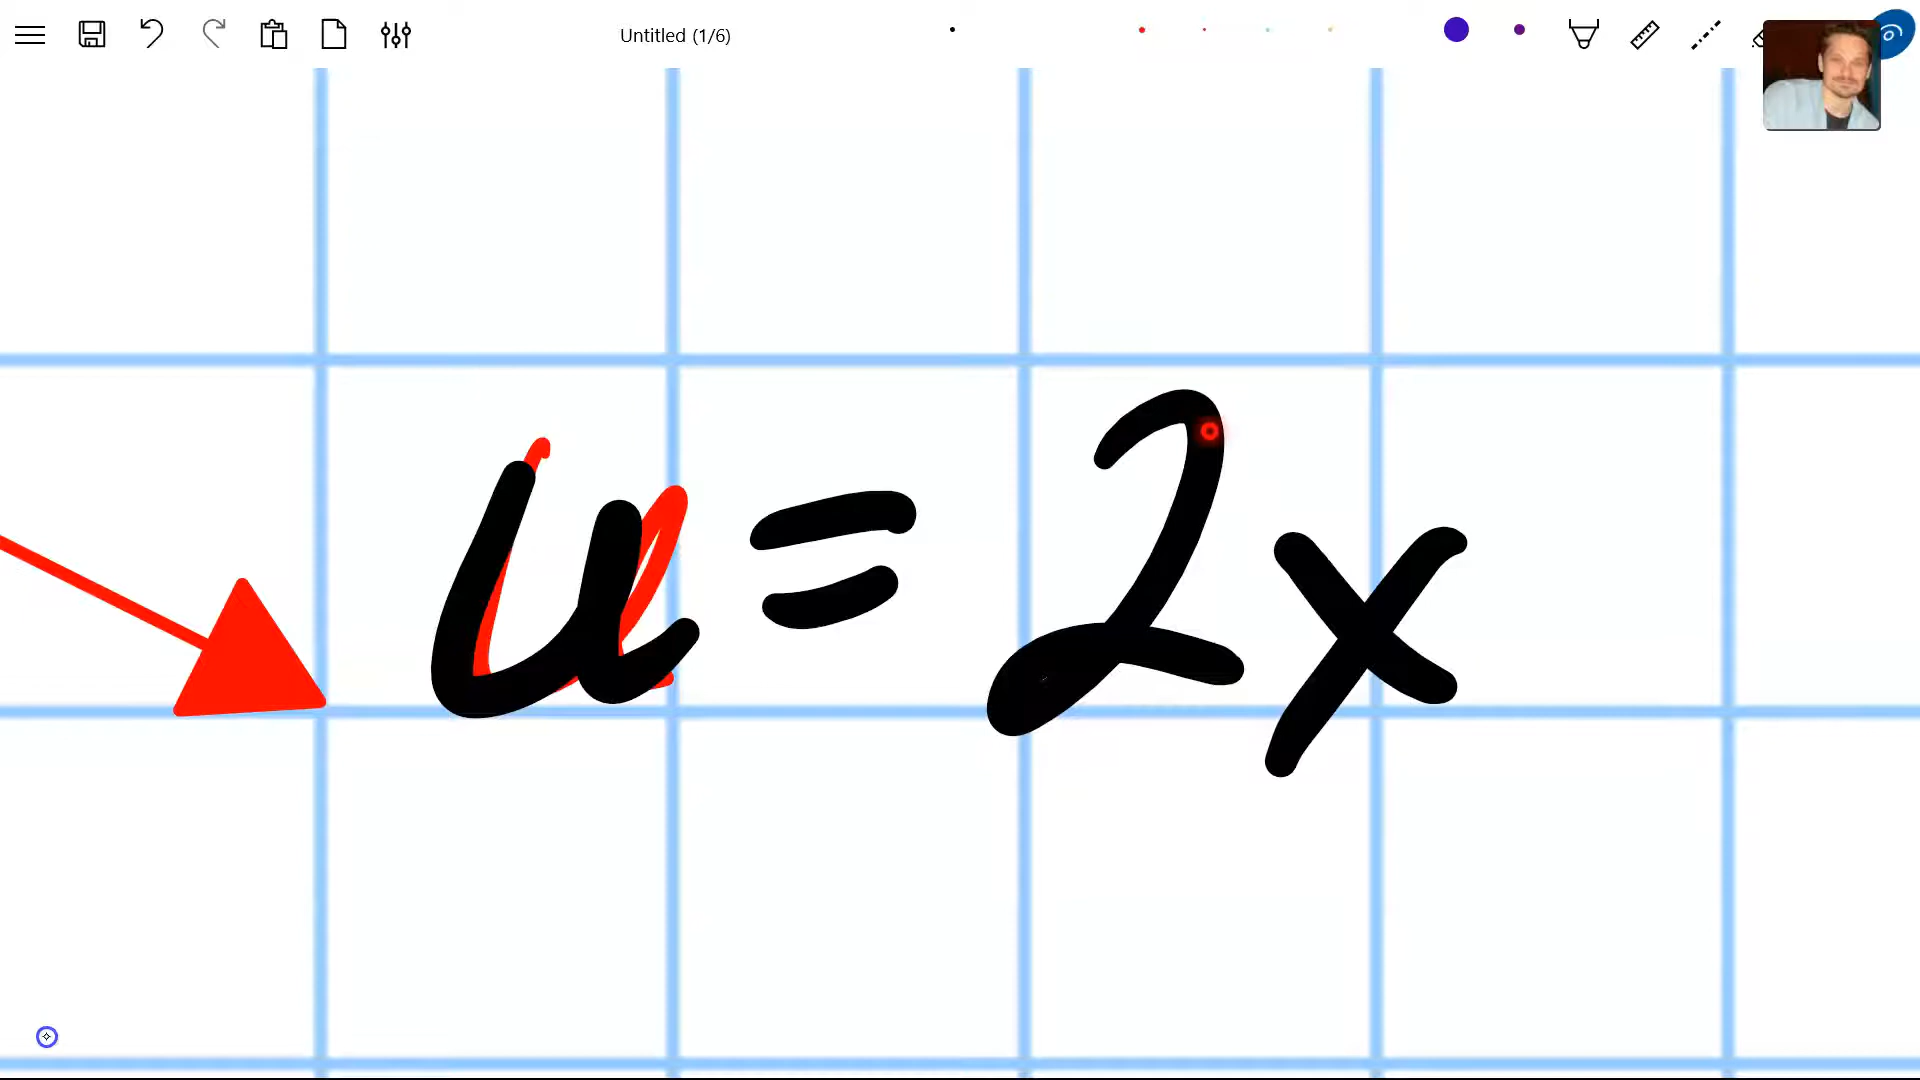 Untitled (1/6)
u = 2x